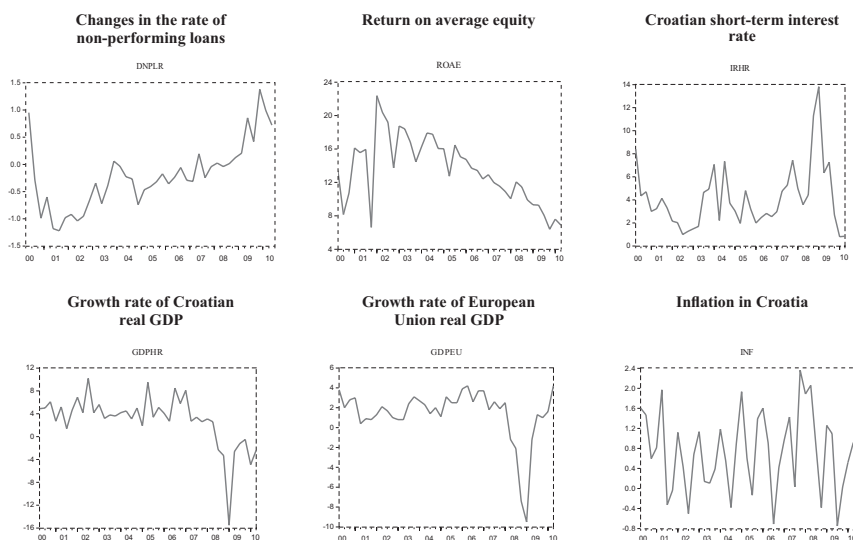 Changes in the rate of
non-performing loans
DNPLR
1.5
1.0
0.5
0.0
-0.5
-1.0
-1.5
00 01 02 03 04 05 06 07 08 09 10
Return on average equity
ROAE
24
20
16
12
8
4
00 01 02 03 04 05 06 07 08 09 10
Croatian short-term interest
rate
IRHR
14
12
10
8
6
4
2
0
00 01 02 03 04 05 06 07 08 09 10
Growth rate of Croatian
real GDP
GDPHR
12
8
4
0
-4
-8
-12
-16
00 01 02 03 04 05 06 07 08 09 10
Growth rate of European
Union real GDP
GDPEU
6
4
2
0
-2
-4
-6
-8
-10
00 01 02 03 04 05 06 07 08 09 10
Inflation in Croatia
INF
2.4
2.0
1.6
1.2
0.8
0.4
0.0
-0.4
-0.8
00 01 02 03 04 05 06 07 08 09 10